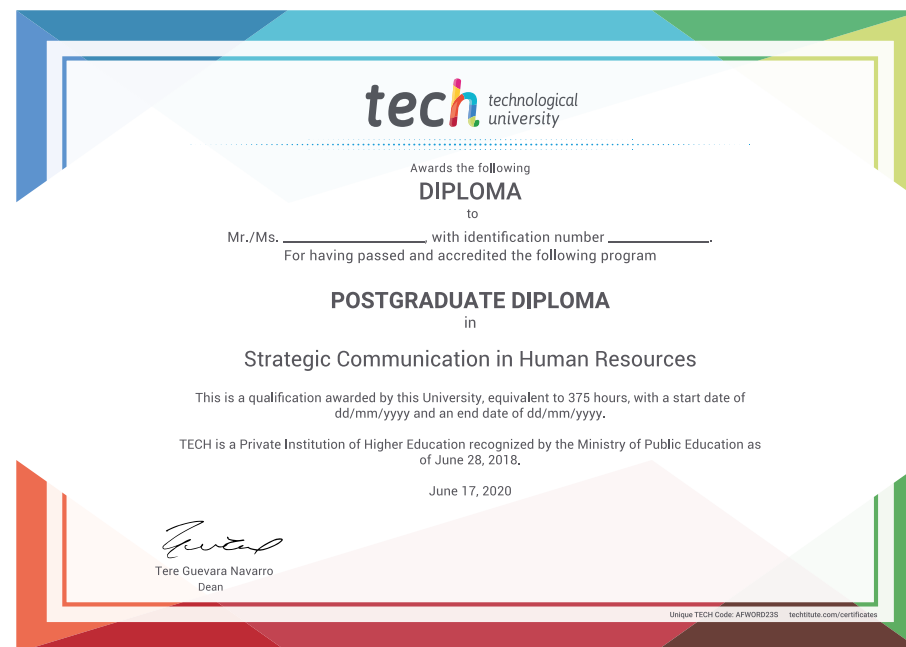 tech technological
university
Awards the following
DIPLOMA
to
Mr./Ms. ____________________, with identification number ______________.
For having passed and accredited the following program
POSTGRADUATE DIPLOMA
in
Strategic Communication in Human Resources
This is a qualification awarded by this University, equivalent to 375 hours, with a start date of
dd/mm/yyyy and an end date of dd/mm/yyyy.
TECH is a Private Institution of Higher Education recognized by the Ministry of Public Education as
of June 28, 2018.
June 17, 2020
Tere Guevara Navarro
Dean
Unique TECH Code: AFWORD23S techtitute.com/certificates